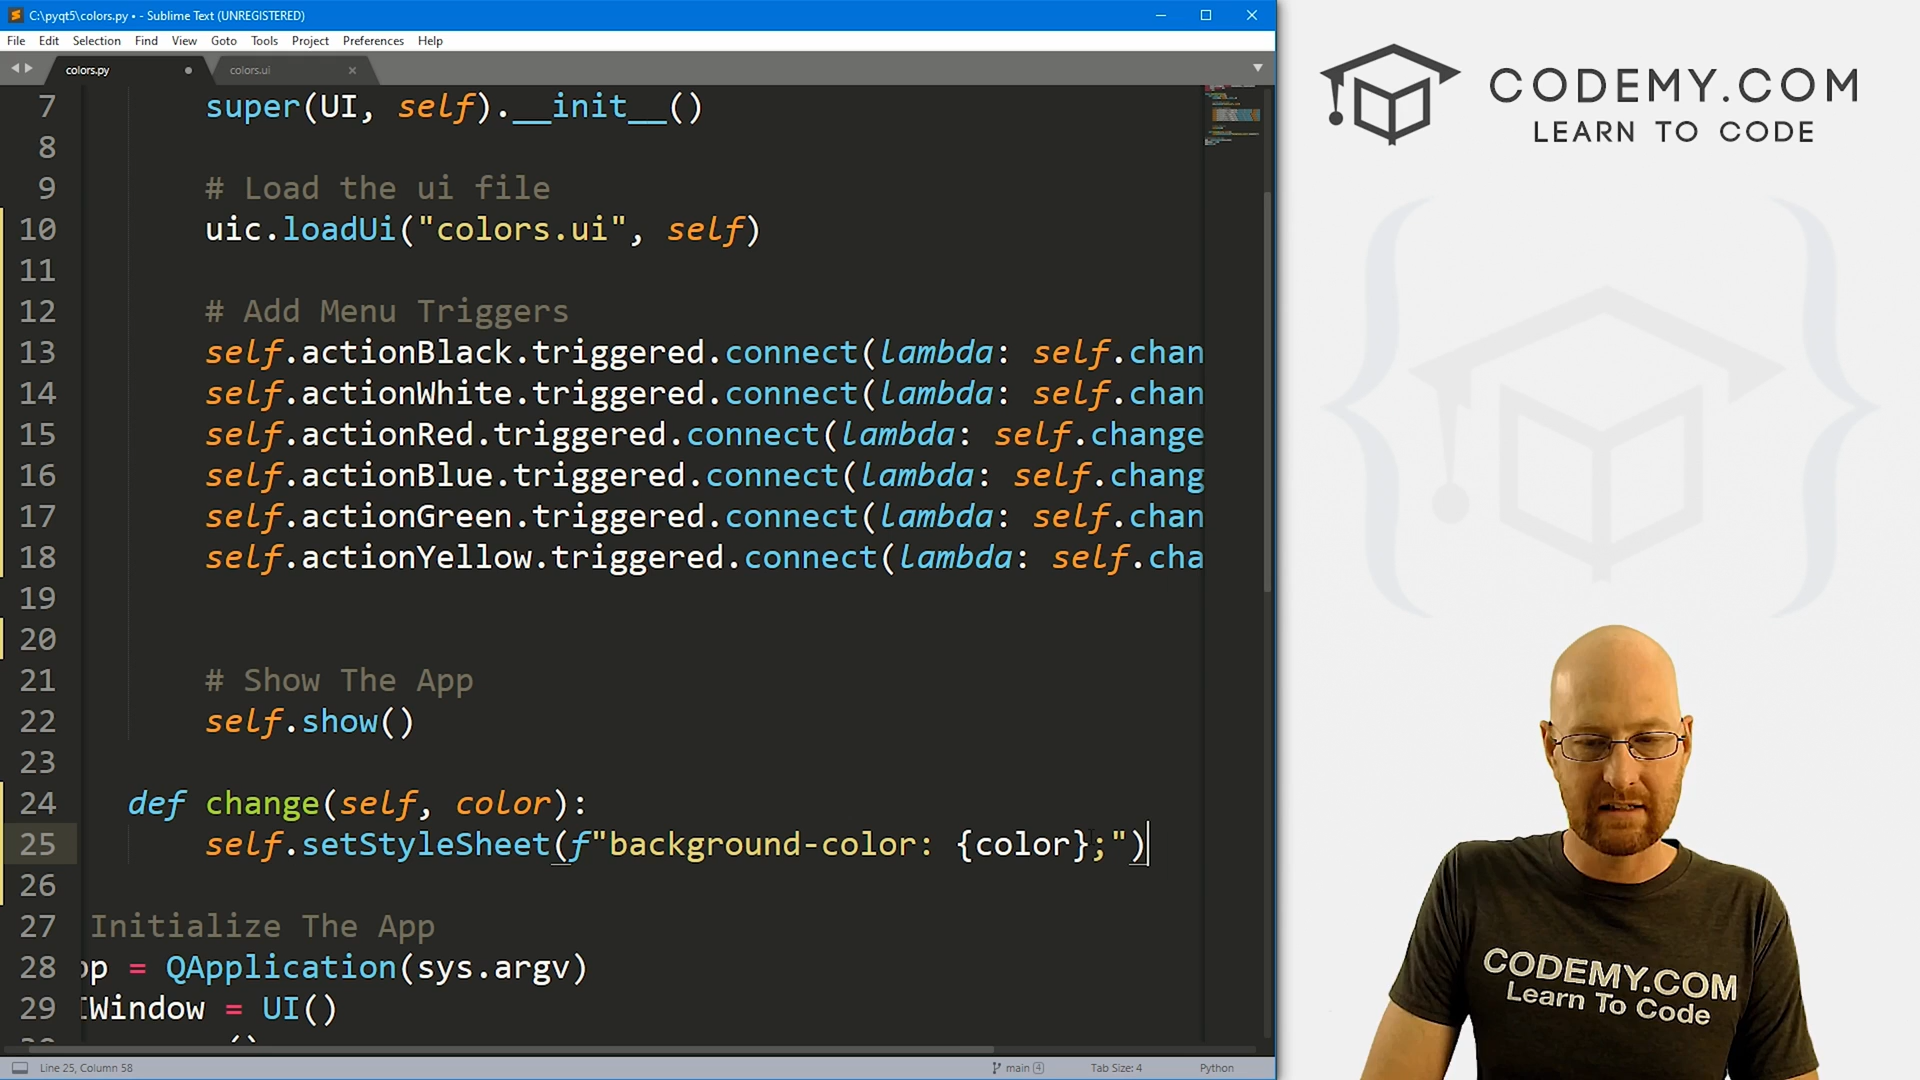 C:\pyqt5\colors.py • - Sublime Text (UNREGISTERED)
File Edit Selection Find View Goto Tools Project Preferences Help
colors.py colors.ui
7 super(UI, self).__init__()
8
9 # Load the ui file
10 uic.loadUi("colors.ui", self)
11
12 # Add Menu Triggers
13 self.actionBlack.triggered.connect(lambda: self.chan
14 self.actionWhite.triggered.connect(lambda: self.chan
15 self.actionRed.triggered.connect(lambda: self.change
16 self.actionBlue.triggered.connect(lambda: self.change
17 self.actionGreen.triggered.connect(lambda: self.chan
18 self.actionYellow.triggered.connect(lambda: self.cha
19
20
21 # Show The App
22 self.show()
23
24 def change(self, color):
25 self.setStyleSheet(f"background-color: {color};")
26
27 Initialize The App
28 pp = QApplication(sys.argv)
29 IWindow = UI()
Line 25, Column 58
main 4
Tab Size: 4
Python
CODEMY.COM
LEARN TO CODE
CODEMY.COM
Learn To Code